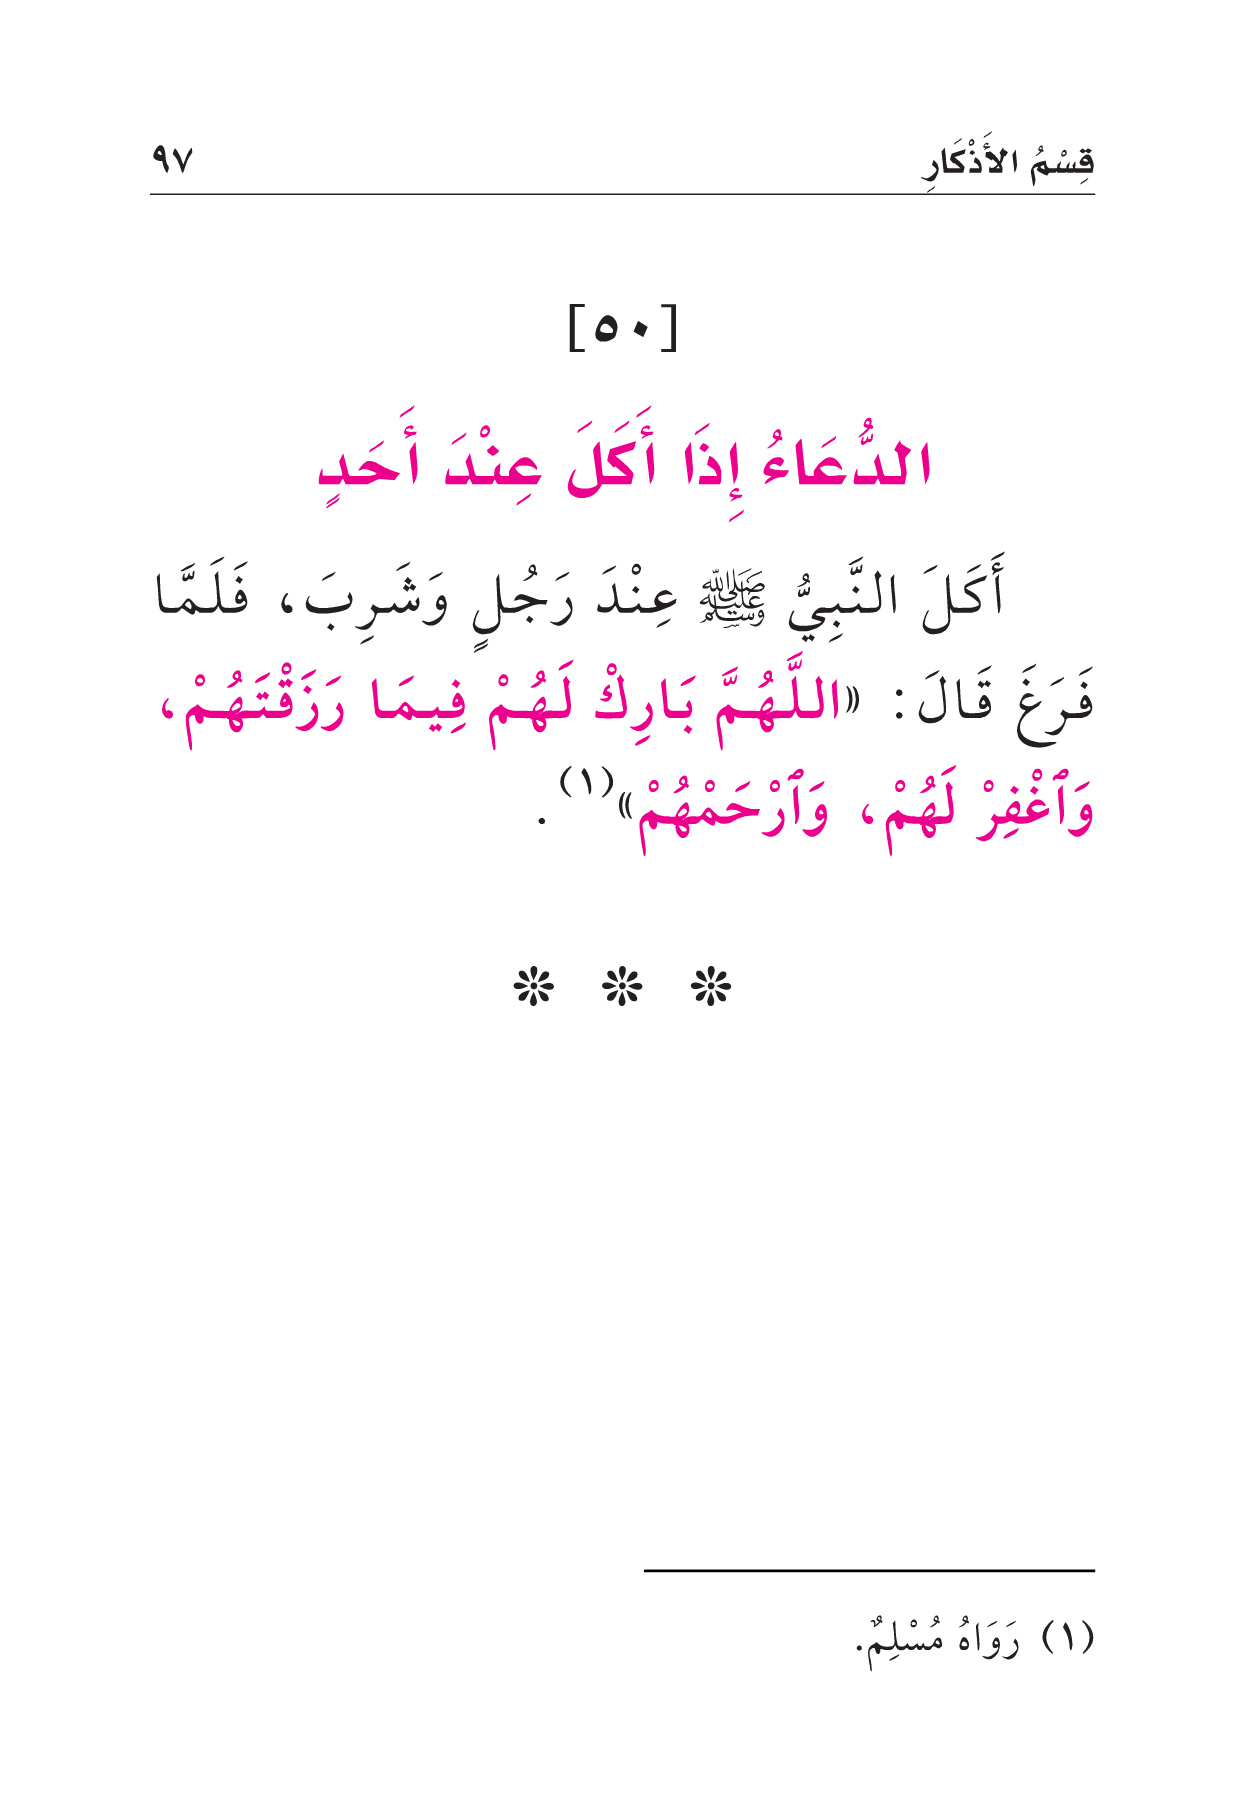 قِسْمُ الأَذْكَارِ ٩٧
[٥٠]
الدُّعَاءُ إِذَا أَكَلَ عِنْدَ أَحَدٍ
أَكَلَ النَّبِيُّ ﷺ عِنْدَ رَجُلٍ وَشَرِبَ، فَلَمَّا
فَرَغَ قَالَ: «اللَّهُمَّ بَارِكْ لَهُمْ فِيمَا رَزَقْتَهُمْ،
وَٱغْفِرْ لَهُمْ، وَٱرْحَمْهُمْ»(١).
(١) رَوَاهُ مُسْلِمٌ.